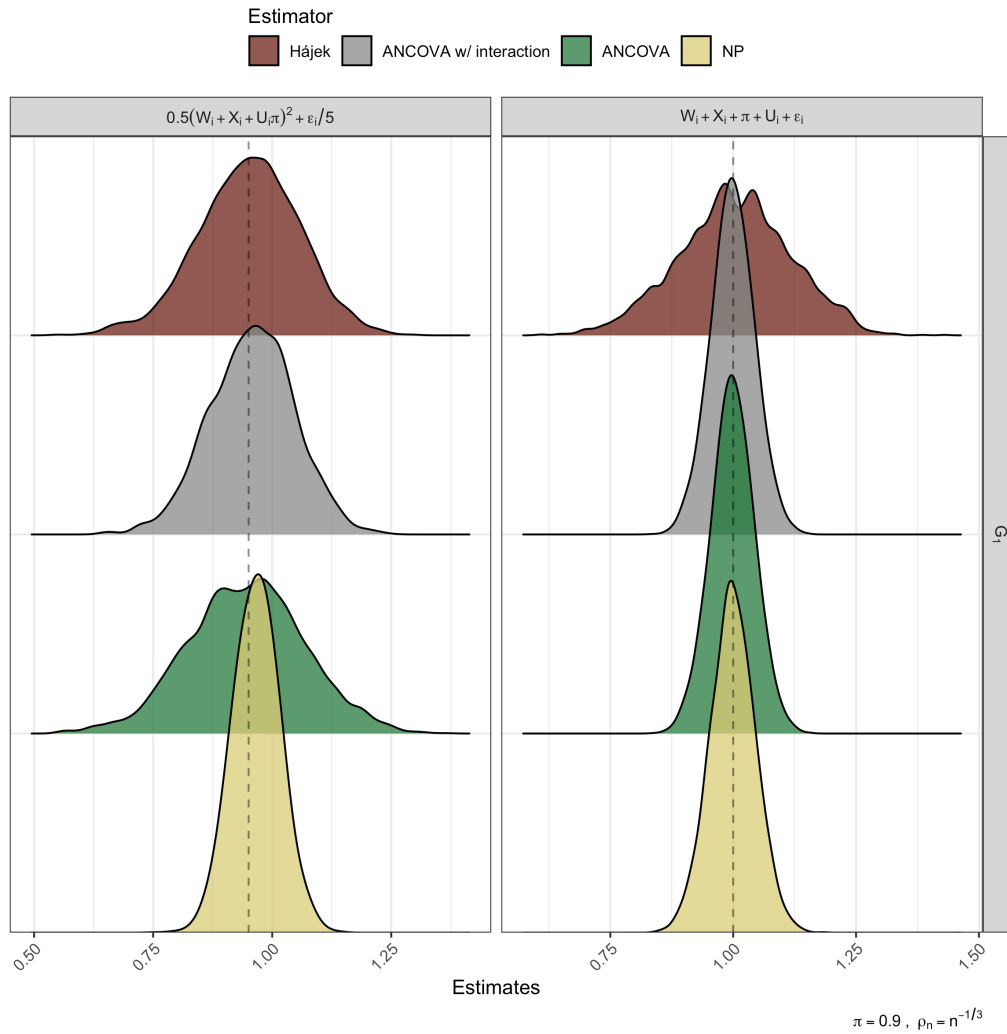 Estimator
Hájek ANCOVA w/ interaction ANCOVA NP
0.5(Wᵢ + Xᵢ + Uᵢπ)² + εᵢ/5
Wᵢ + Xᵢ + π + Uᵢ + εᵢ
G₁
0.50 0.75 1.00 1.25
0.75 1.00 1.25 1.50
Estimates
π = 0.9 , ρₙ = n⁻¹ᐟ³